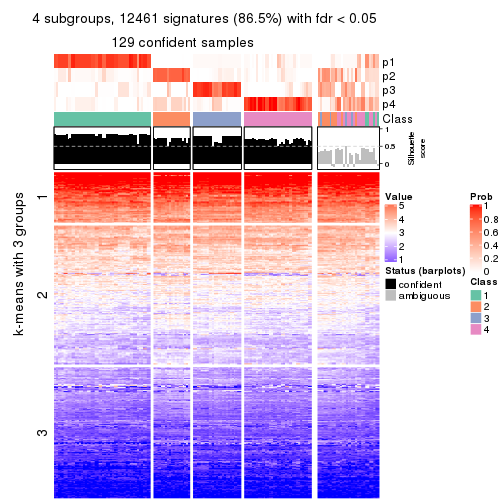 4 subgroups, 12461 signatures (86.5%) with fdr < 0.05
129 confident samples
p1
p2
p3
p4
Class
1
0.5
0
Silhouette
score
k-means with 3 groups
1
2
3
Value
5
4
3
2
1
Status (barplots)
confident
ambiguous
Prob
1
0.8
0.6
0.4
0.2
0
Class
1
2
3
4